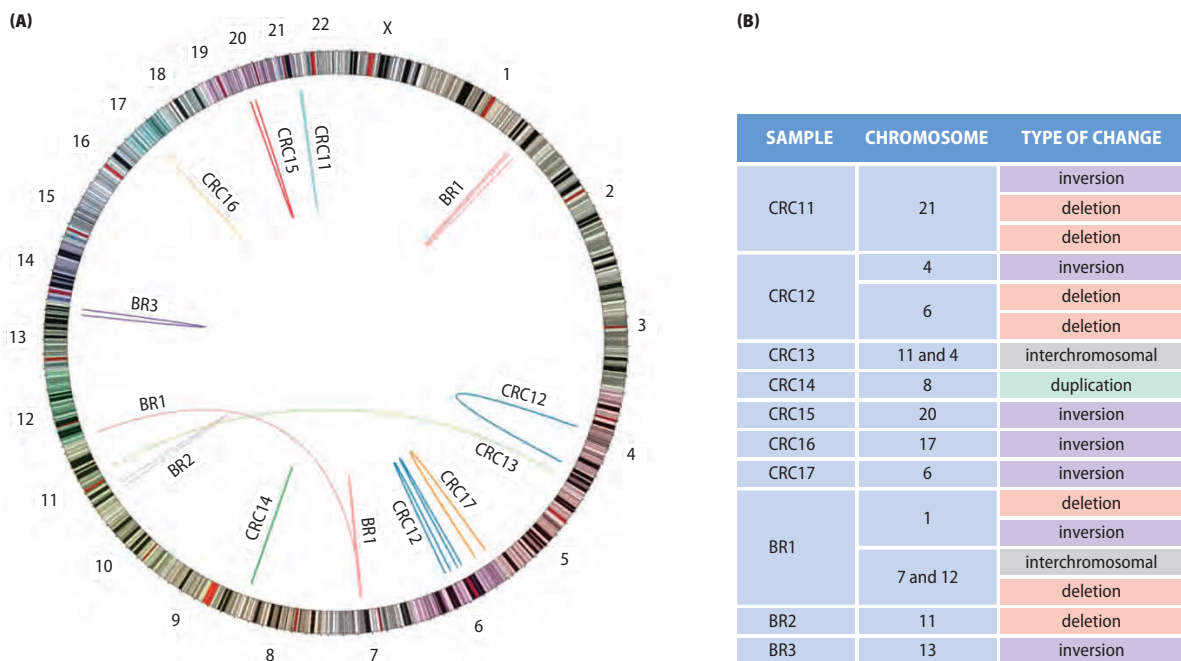 (A)
X
1
2
3
4
5
6
7
8
9
10
11
12
13
14
15
16
17
18
19
20
21
22
CRC15
CRC11
CRC16
BR1
BR3
CRC12
BR1
CRC13
BR2
CRC17
CRC14
CRC12
BR1
(B)
SAMPLE CHROMOSOME TYPE OF CHANGE
CRC11 21 inversion
deletion
deletion
CRC12 4 inversion
6 deletion
deletion
CRC13 11 and 4 interchromosomal
CRC14 8 duplication
CRC15 20 inversion
CRC16 17 inversion
CRC17 6 inversion
BR1 1 deletion
inversion
7 and 12 interchromosomal
deletion
BR2 11 deletion
BR3 13 inversion